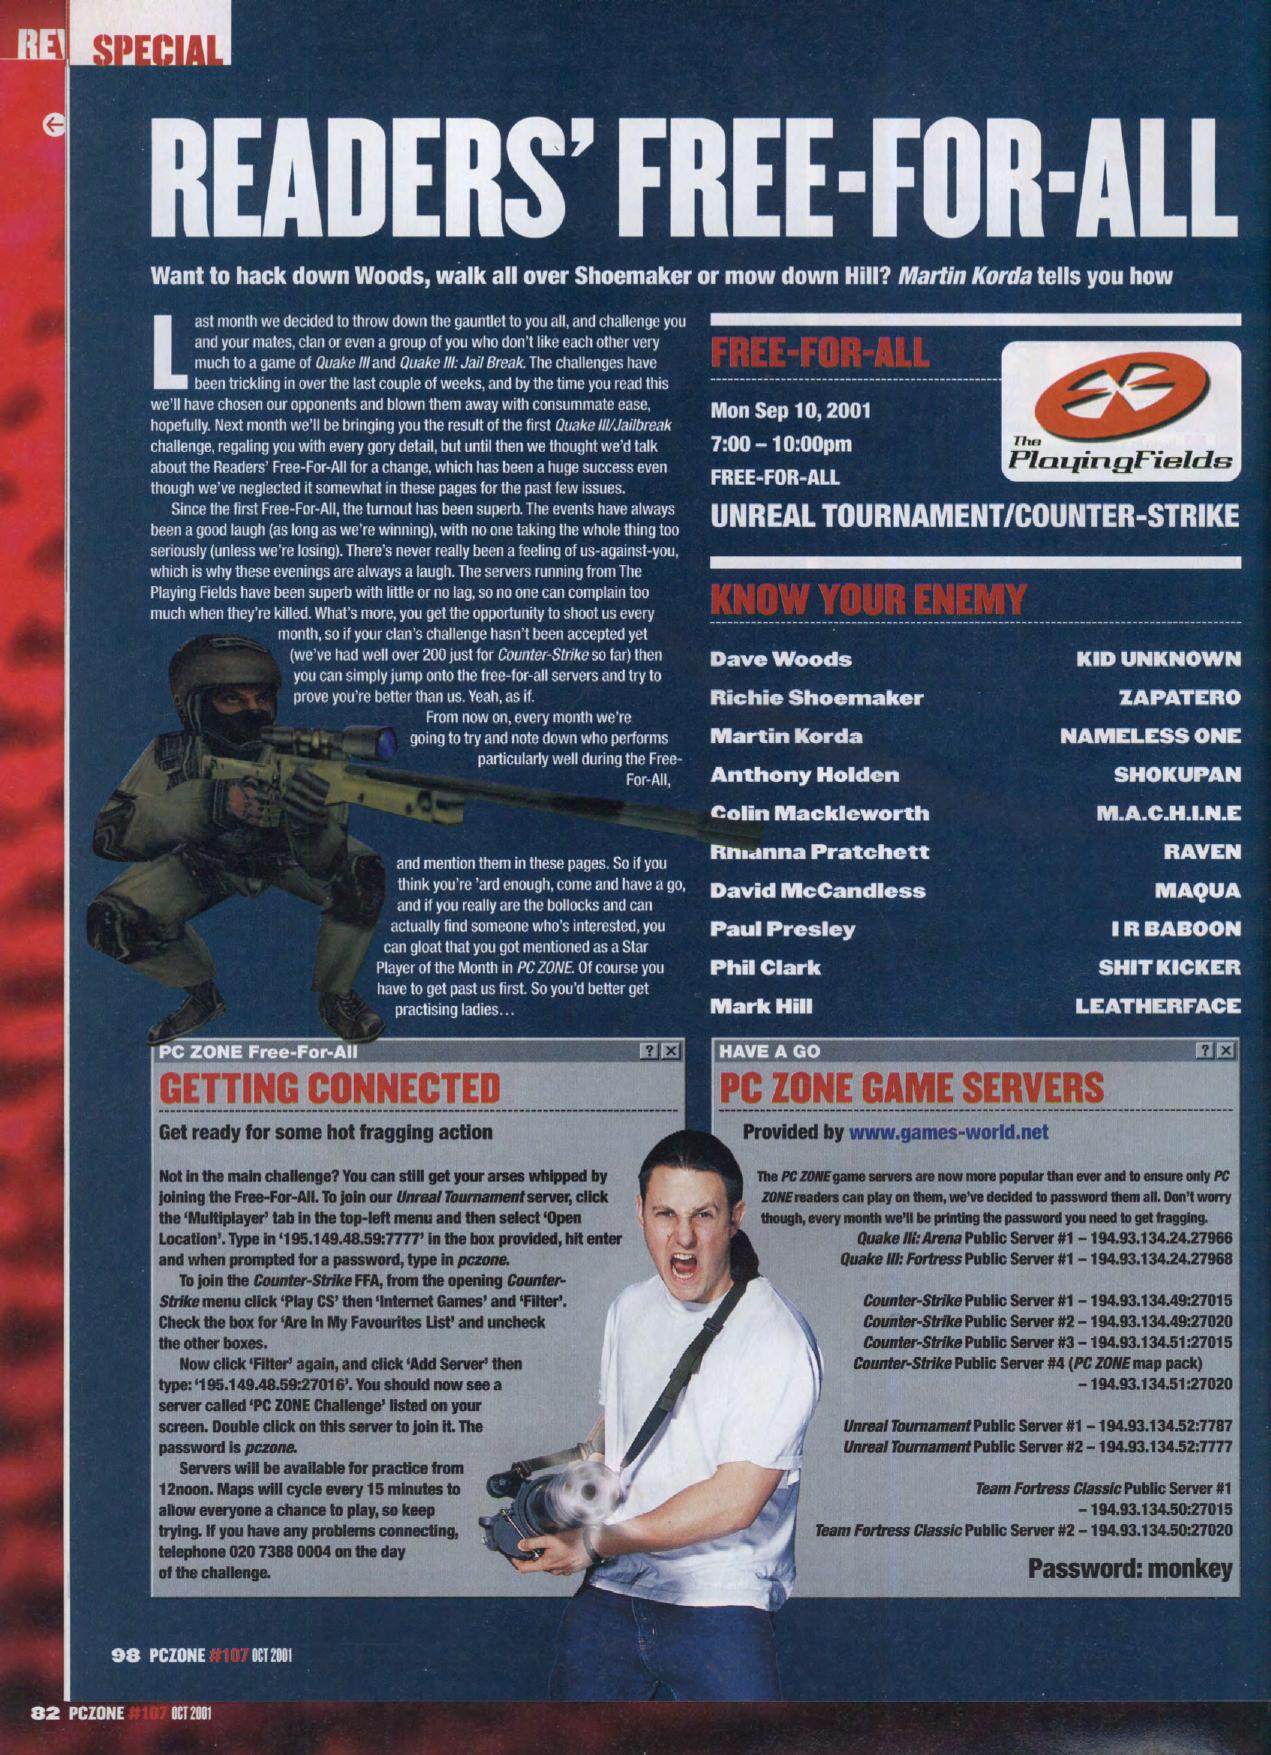 REV
SPECIAL
READERS' FREE-FOR-ALL
Want to hack down Woods, walk all over Shoemaker or mow down Hill? Martin Korda tells you how
Last month we decided to throw down the gauntlet to you all, and challenge you
and your mates, clan or even a group of you who don't like each other very
much to a game of Quake III and Quake III: Jail Break. The challenges have
been trickling in over the last couple of weeks, and by the time you read this
we'll have chosen our opponents and blown them away with consummate ease,
hopefully. Next month we'll be bringing you the result of the first Quake III/Jailbreak
challenge, regaling you with every gory detail, but until then we thought we'd talk
about the Readers' Free-For-All for a change, which has been a huge success even
though we've neglected it somewhat in these pages for the past few issues.
Since the first Free-For-All, the turnout has been superb. The events have always
been a good laugh (as long as we're winning), with no one taking the whole thing too
seriously (unless we're losing). There's never really been a feeling of us-against-you,
which is why these evenings are always a laugh. The servers running from The
Playing Fields have been superb with little or no lag, so no one can complain too
much when they're killed. What's more, you get the opportunity to shoot us every
month, so if your clan's challenge hasn't been accepted yet
(we've had well over 200 just for Counter-Strike so far) then
you can simply jump onto the free-for-all servers and try to
prove you're better than us. Yeah, as if.
From now on, every month we're
going to try and note down who performs
particularly well during the Free-
For-All,
and mention them in these pages. So if you
think you're 'ard enough, come and have a go,
and if you really are the bollocks and can
actually find someone who's interested, you
can gloat that you got mentioned as a Star
Player of the Month in PC ZONE. Of course you
have to get past us first. So you'd better get
practising ladies...
FREE-FOR-ALL
Mon Sep 10, 2001
7:00 – 10:00pm
FREE-FOR-ALL
The
PlayingFields
UNREAL TOURNAMENT/COUNTER-STRIKE
KNOW YOUR ENEMY
Dave Woods KID UNKNOWN
Richie Shoemaker ZAPATERO
Martin Korda NAMELESS ONE
Anthony Holden SHOKUPAN
Colin Mackleworth M.A.C.H.I.N.E
Rhianna Pratchett RAVEN
David McCandless MAQUA
Paul Presley I R BABOON
Phil Clark SHIT KICKER
Mark Hill LEATHERFACE
PC ZONE Free-For-All ? X
GETTING CONNECTED
Get ready for some hot fragging action
Not in the main challenge? You can still get your arses whipped by
joining the Free-For-All. To join our Unreal Tournament server, click
the 'Multiplayer' tab in the top-left menu and then select 'Open
Location'. Type in '195.149.48.59:7777' in the box provided, hit enter
and when prompted for a password, type in pczone.
To join the Counter-Strike FFA, from the opening Counter-
Strike menu click 'Play CS' then 'Internet Games' and 'Filter'.
Check the box for 'Are In My Favourites List' and uncheck
the other boxes.
Now click 'Filter' again, and click 'Add Server' then
type: '195.149.48.59:27016'. You should now see a
server called 'PC ZONE Challenge' listed on your
screen. Double click on this server to join it. The
password is pczone.
Servers will be available for practice from
12noon. Maps will cycle every 15 minutes to
allow everyone a chance to play, so keep
trying. If you have any problems connecting,
telephone 020 7388 0004 on the day
of the challenge.
HAVE A GO ? X
PC ZONE GAME SERVERS
Provided by www.games-world.net
The PC ZONE game servers are now more popular than ever and to ensure only PC
ZONE readers can play on them, we've decided to password them all. Don't worry
though, every month we'll be printing the password you need to get fragging.
Quake III: Arena Public Server #1 – 194.93.134.24.27966
Quake III: Fortress Public Server #1 – 194.93.134.24.27968
Counter-Strike Public Server #1 – 194.93.134.49:27015
Counter-Strike Public Server #2 – 194.93.134.49:27020
Counter-Strike Public Server #3 – 194.93.134.51:27015
Counter-Strike Public Server #4 (PC ZONE map pack)
– 194.93.134.51:27020
Unreal Tournament Public Server #1 – 194.93.134.52:7787
Unreal Tournament Public Server #2 – 194.93.134.52:7777
Team Fortress Classic Public Server #1
– 194.93.134.50:27015
Team Fortress Classic Public Server #2 – 194.93.134.50:27020
Password: monkey
98 PCZONE #107 OCT 2001
82 PCZONE #107 OCT 2001